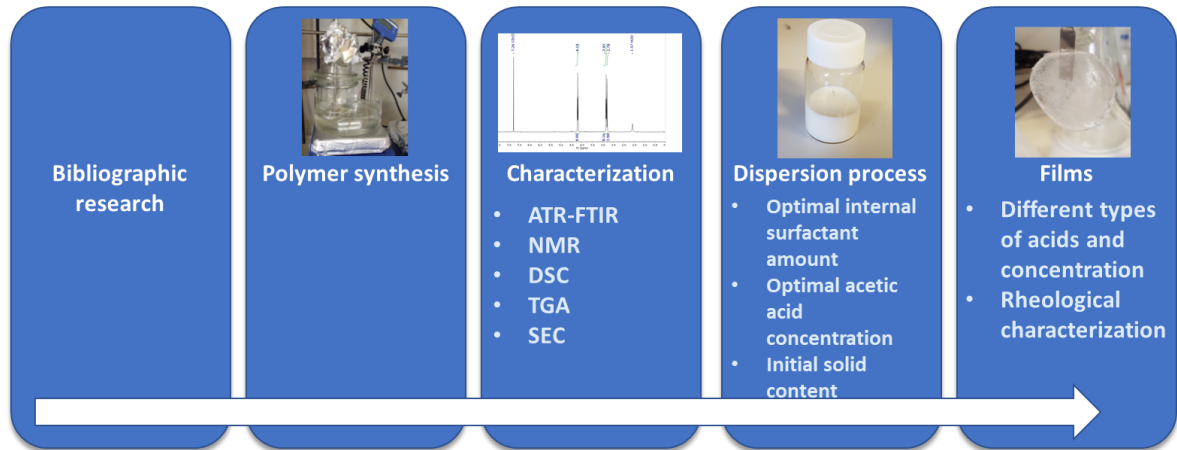 Bibliographic
research
Polymer synthesis
Characterization
• ATR-FTIR
• NMR
• DSC
• TGA
• SEC
Dispersion process
• Optimal internal
surfactant
amount
• Optimal acetic
acid
concentration
• Initial solid
content
Films
• Different types
of acids and
concentration
• Rheological
characterization